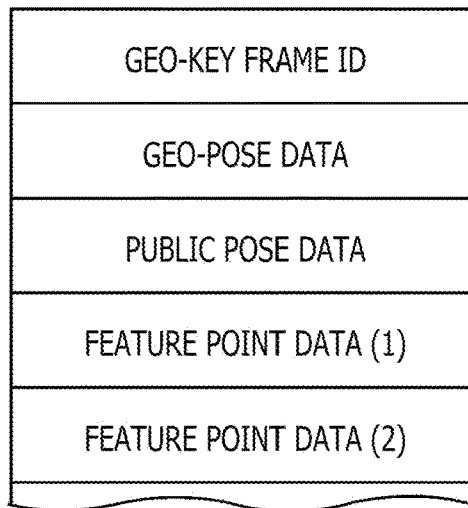 GEO-KEY FRAME ID
GEO-POSE DATA
PUBLIC POSE DATA
FEATURE POINT DATA (1)
FEATURE POINT DATA (2)